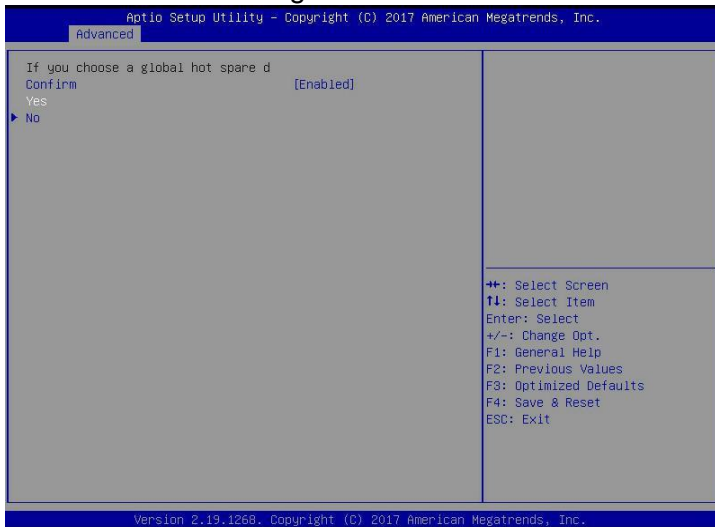 Aptio Setup Utility – Copyright (C) 2017 American Megatrends, Inc.
Advanced
If you choose a global hot spare d
Confirm [Enabled]
Yes
No
↔: Select Screen
↑↓: Select Item
Enter: Select
+/-: Change Opt.
F1: General Help
F2: Previous Values
F3: Optimized Defaults
F4: Save & Reset
ESC: Exit
Version 2.19.1268. Copyright (C) 2017 American Megatrends, Inc.